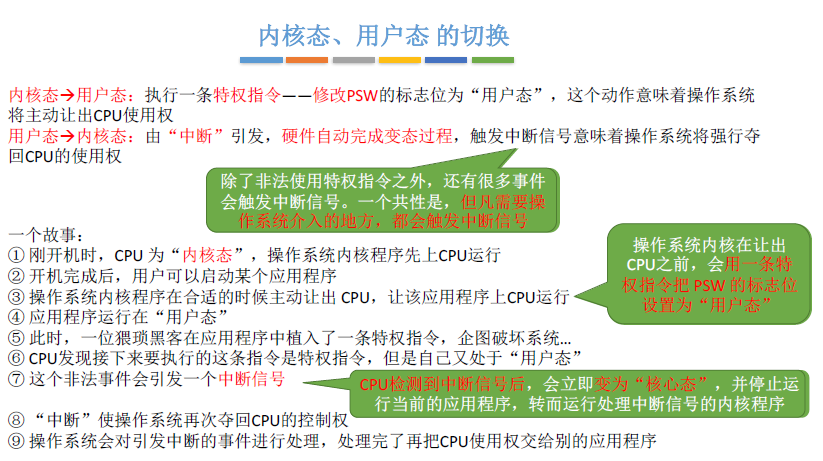 内核态、用户态 的切换
内核态→用户态：执行一条特权指令——修改PSW的标志位为“用户态”，这个动作意味着操作系统
将主动让出CPU使用权
用户态→内核态：由“中断”引发，硬件自动完成变态过程，触发中断信号意味着操作系统将强行夺
回CPU的使用权
除了非法使用特权指令之外，还有很多事件
会触发中断信号。一个共性是，但凡需要操
作系统介入的地方，都会触发中断信号
一个故事：
① 刚开机时，CPU 为“内核态”，操作系统内核程序先上CPU运行
② 开机完成后，用户可以启动某个应用程序
③ 操作系统内核程序在合适的时候主动让出 CPU，让该应用程序上CPU运行
操作系统内核在让出
CPU之前，会用一条特
权指令把 PSW 的标志位
设置为“用户态”
④ 应用程序运行在“用户态”
⑤ 此时，一位猥琐黑客在应用程序中植入了一条特权指令，企图破坏系统…
⑥ CPU发现接下来要执行的这条指令是特权指令，但是自己又处于“用户态”
⑦ 这个非法事件会引发一个中断信号
CPU检测到中断信号后，会立即变为“核心态”，并停止运
行当前的应用程序，转而运行处理中断信号的内核程序
⑧ “中断”使操作系统再次夺回CPU的控制权
⑨ 操作系统会对引发中断的事件进行处理，处理完了再把CPU使用权交给别的应用程序